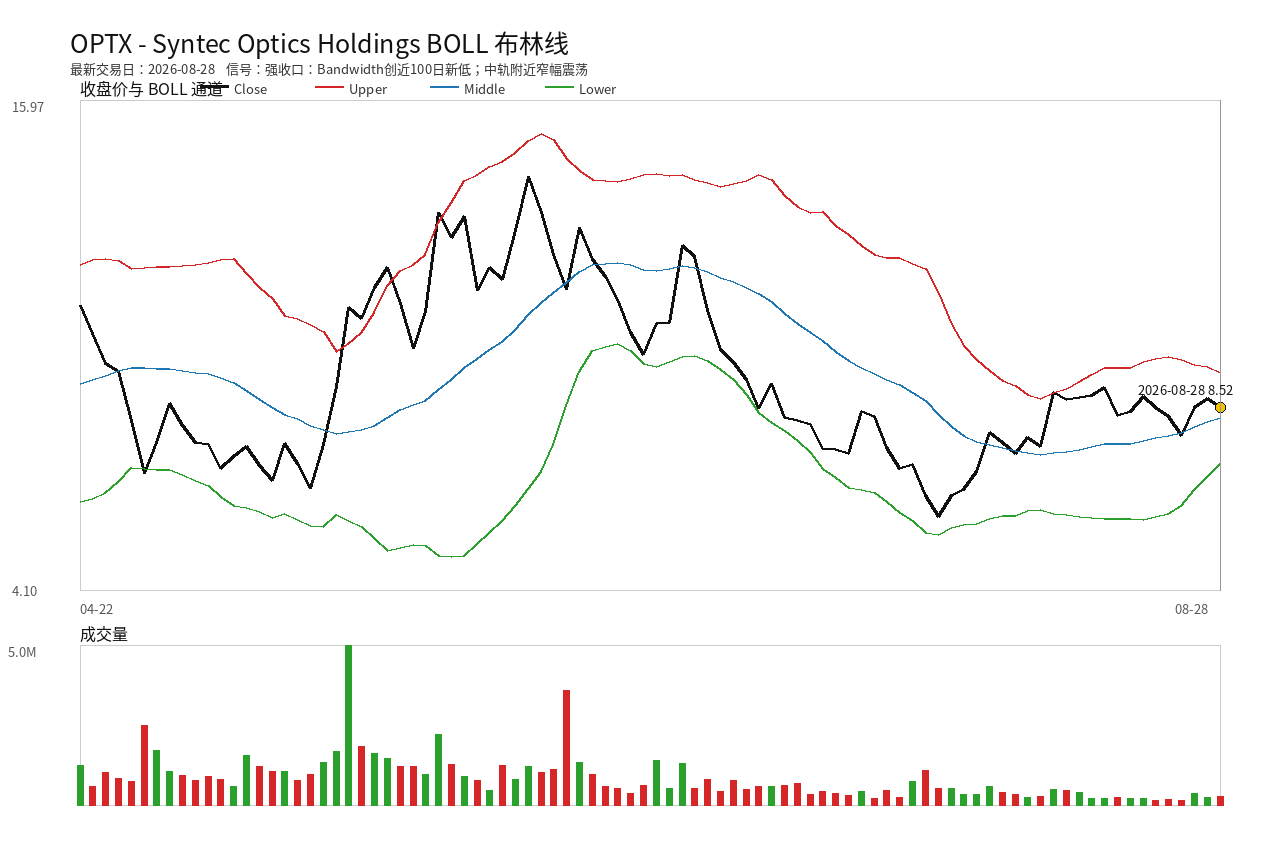 OPTX - Syntec Optics Holdings BOLL 布林线
最新交易日：2026-08-28 信号：强收口：Bandwidth创近100日新低；中轨附近窄幅震荡
收盘价与 BOLL 通道 Close Upper Middle Lower
15.97
2026-08-28 8.52
4.10
04-22 08-28
成交量
5.0M